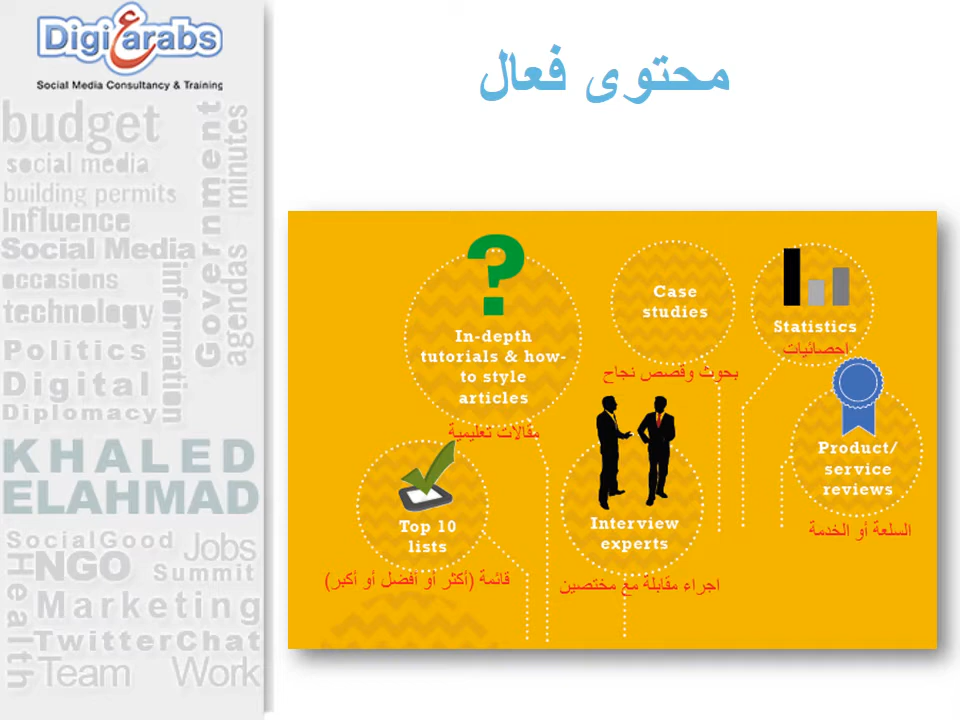 Digi عarabs
Social Media Consultancy & Training
budget
social media
building permits
Influence
Social Media
occasions
technology
Politics
Digital
Diplomacy
Government
minutes
agendas
information
KHALED
ELAHMAD
SocialGood
Health
NGO
Jobs
Summit
Marketing
TwitterChat
Team Work
محتوى فعال
In-depth
tutorials & how-
to style
articles
مقالات تعليمية
Case
studies
بحوث وقصص نجاح
Statistics
احصائيات
Top 10
lists
قائمة (أكثر أو أفضل أو أكبر)
Interview
experts
اجراء مقابلة مع مختصين
Product/
service
reviews
السلعة أو الخدمة